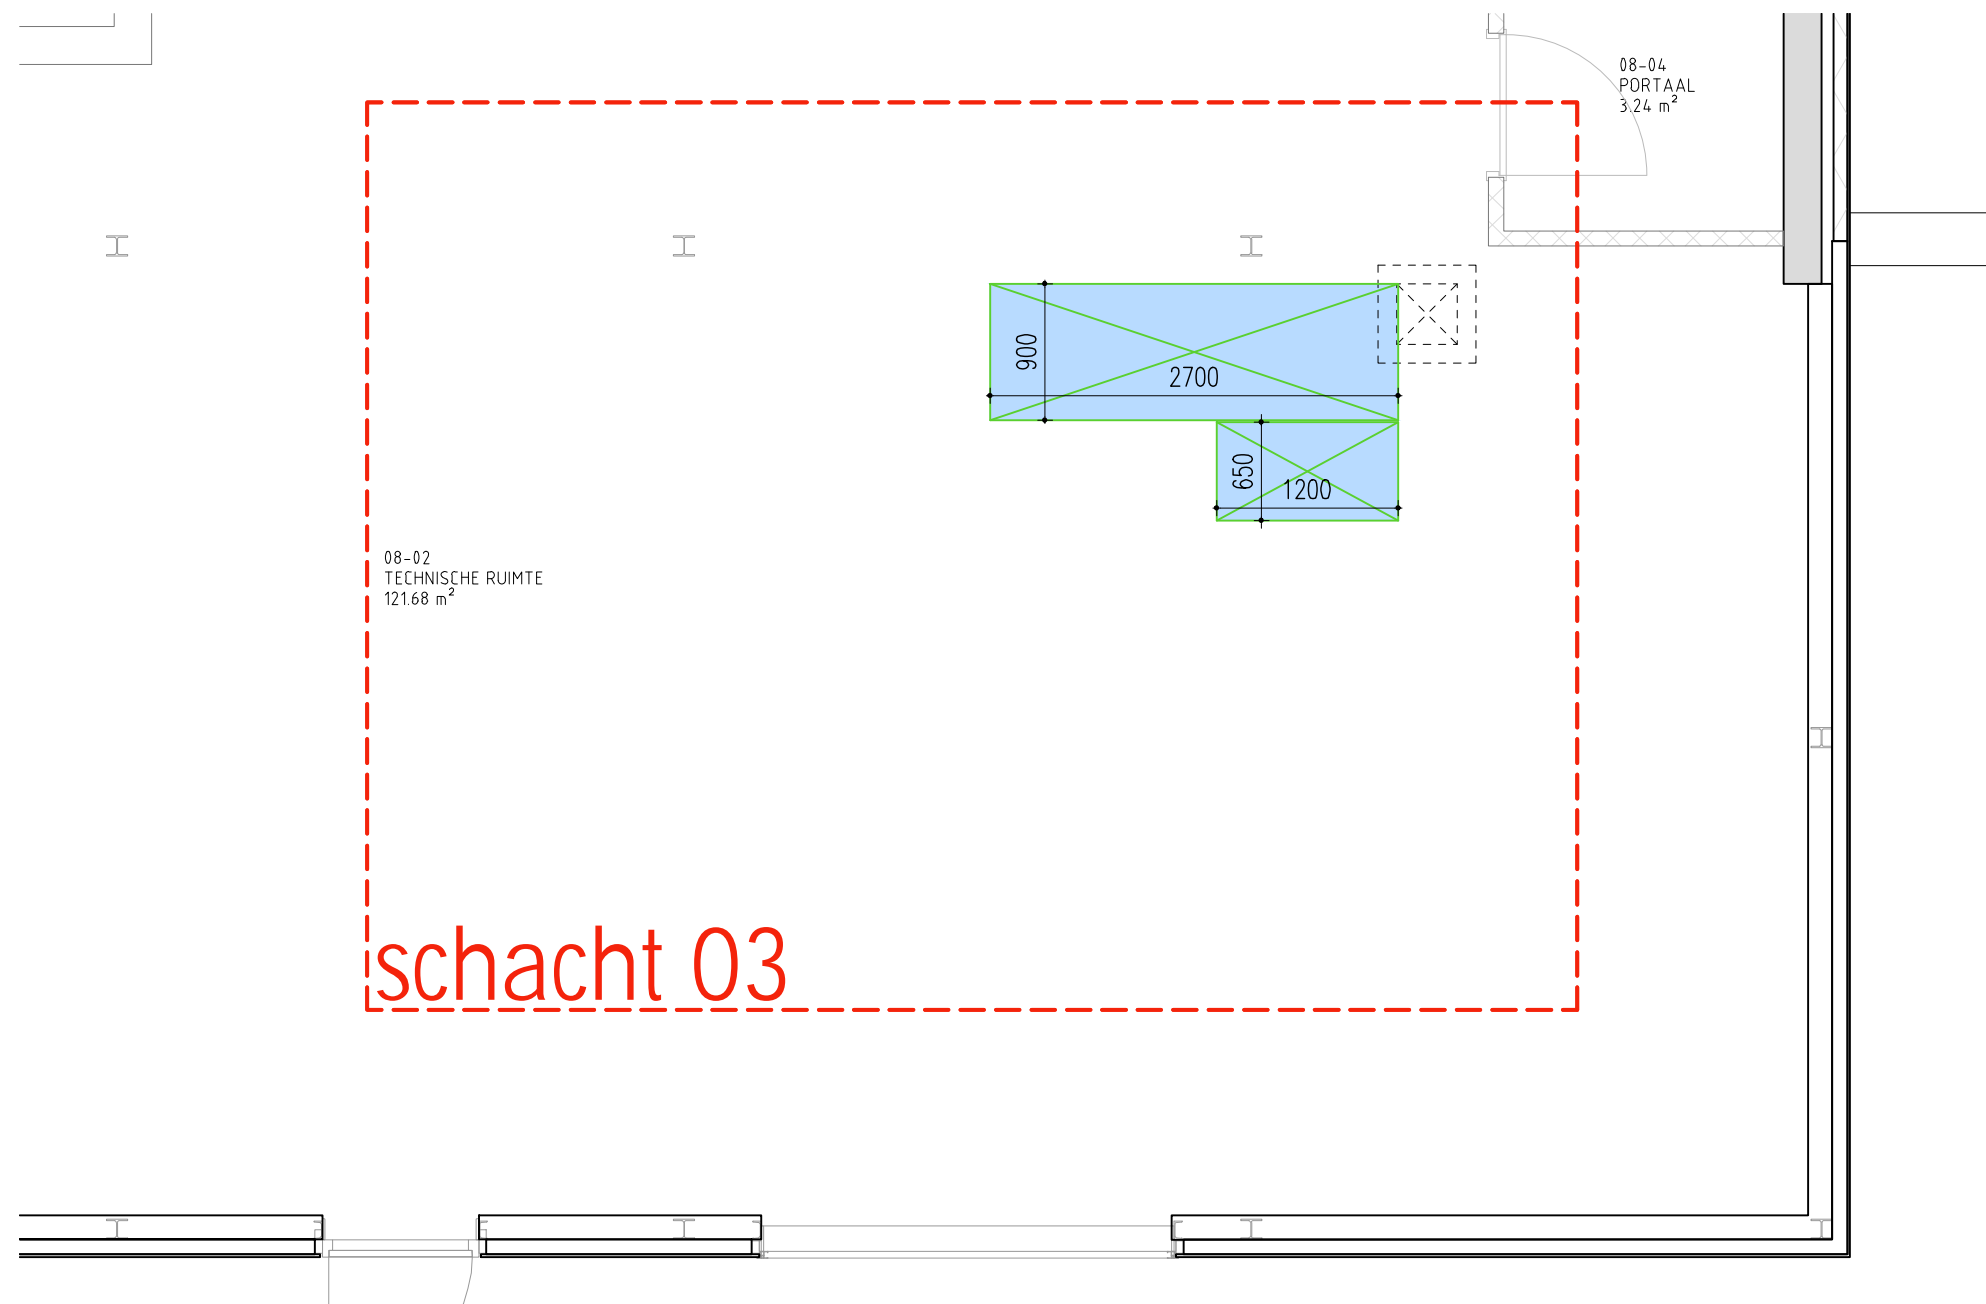 08-04
PORTAAL
3.24 m²
900
2700
650
1200
08-02
TECHNISCHE RUIMTE
121.68 m²
schacht 03